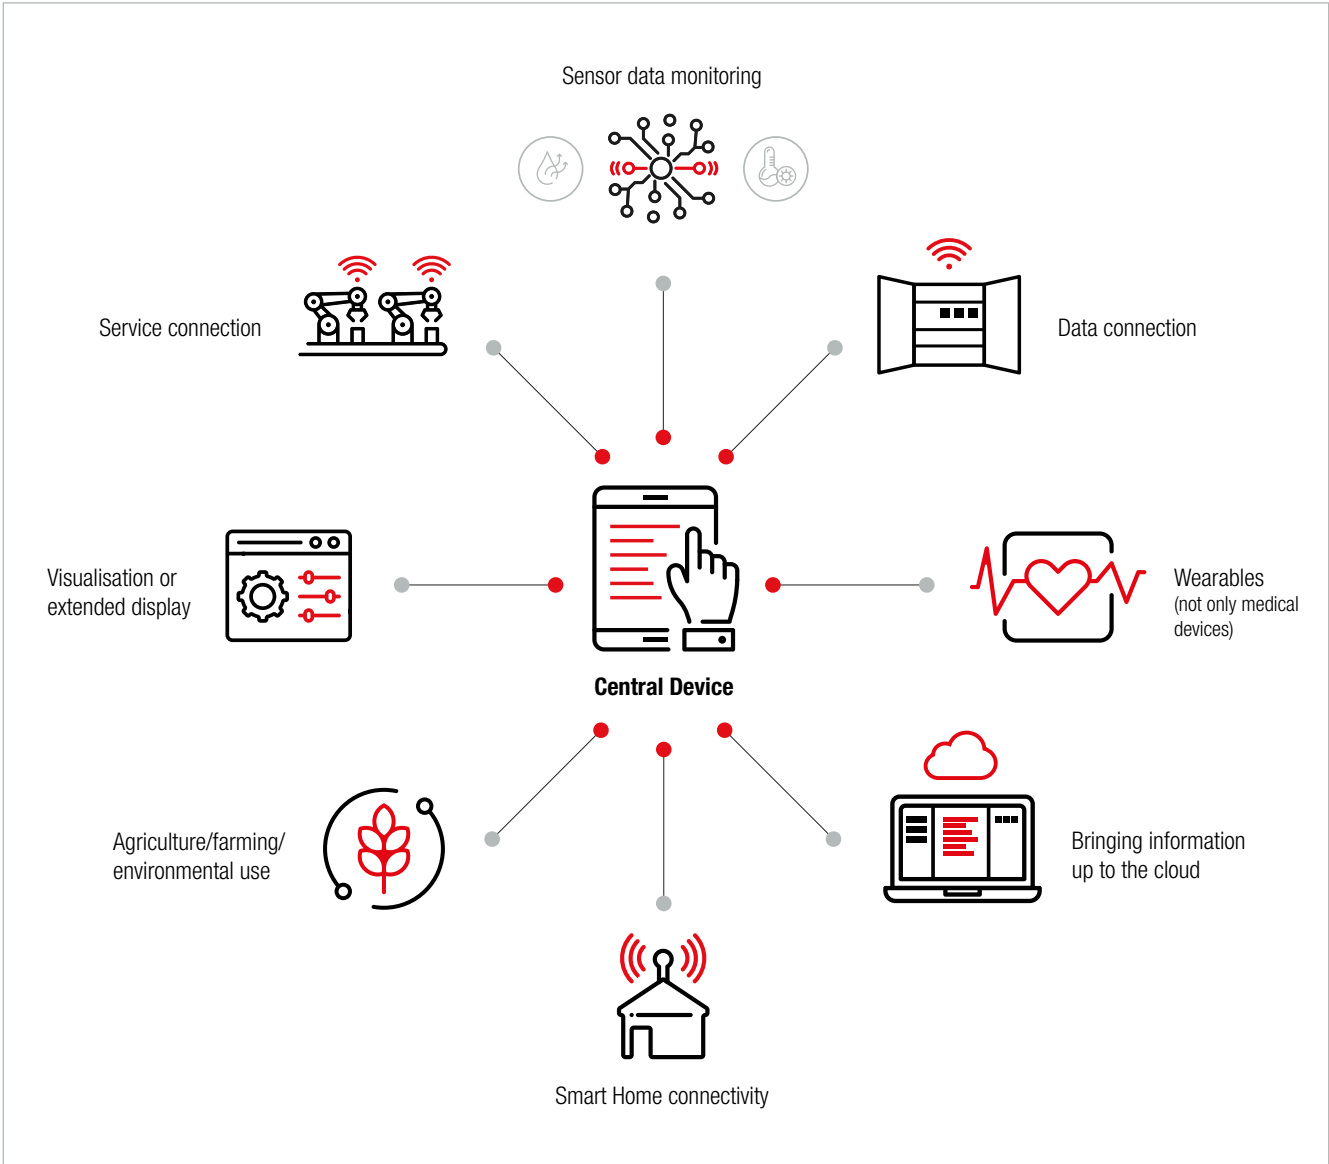 Sensor data monitoring
Service connection
Data connection
Visualisation or
extended display
Wearables
(not only medical
devices)
Central Device
Agriculture/farming/
environmental use
Bringing information
up to the cloud
Smart Home connectivity